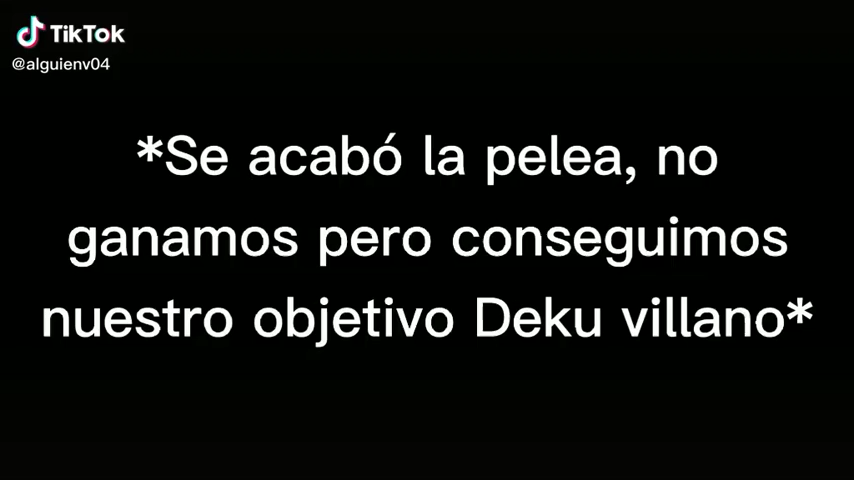 TikTok
@alguienv04
*Se acabó la pelea, no
ganamos pero conseguimos
nuestro objetivo Deku villano*